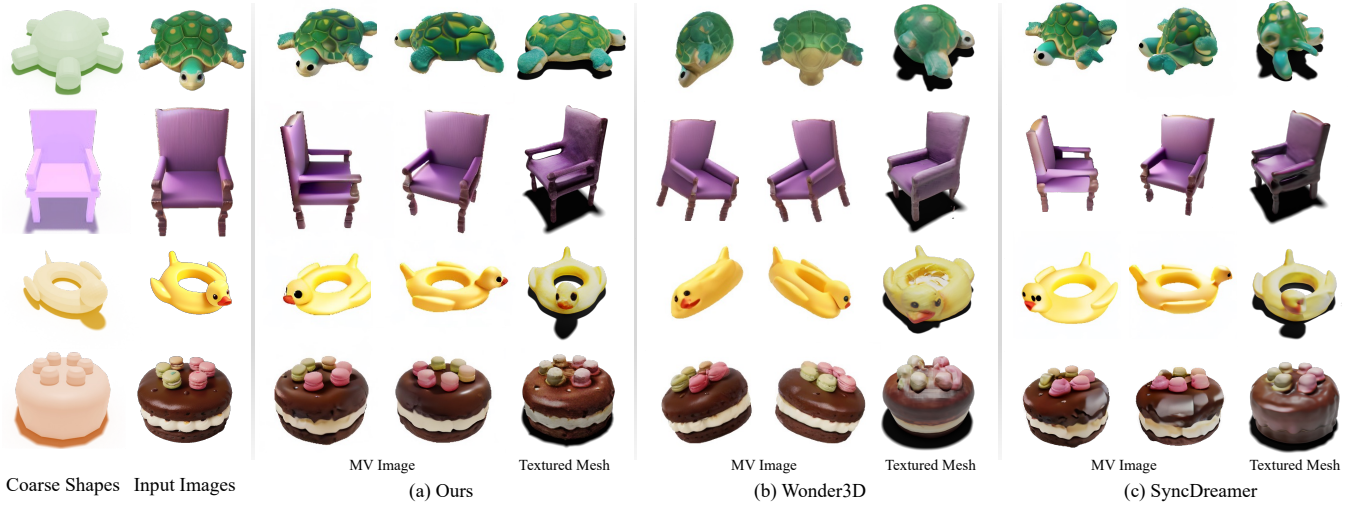 MV Image
Textured Mesh
MV Image
Textured Mesh
MV Image
Textured Mesh
Coarse Shapes
Input Images
(a) Ours
(b) Wonder3D
(c) SyncDreamer